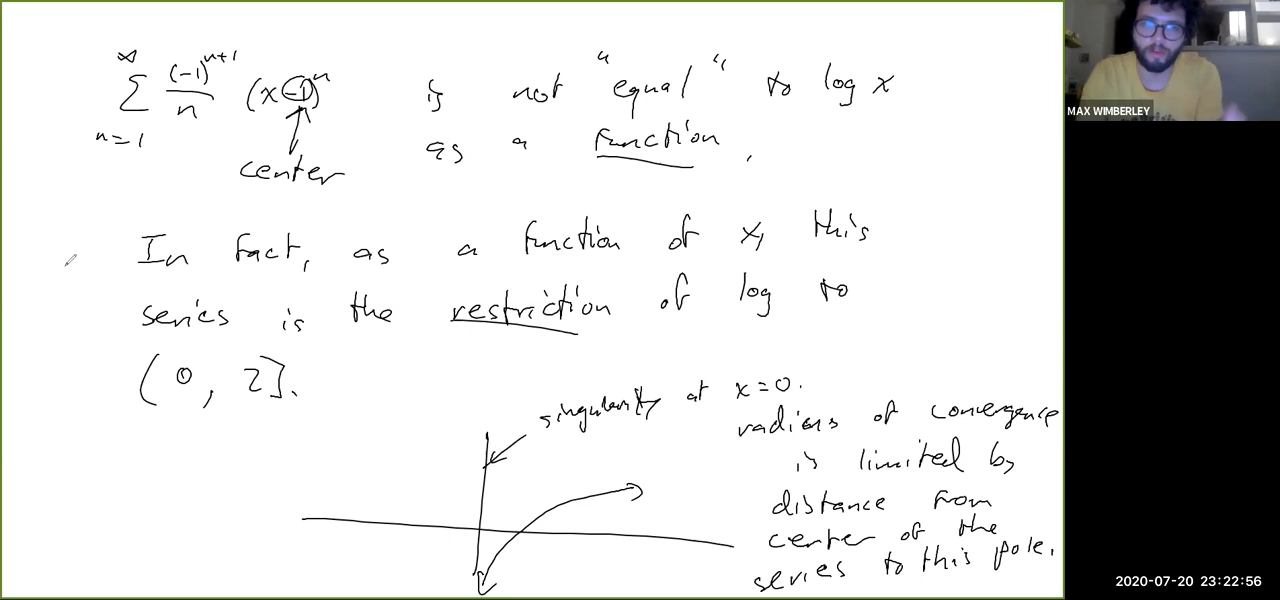 ∞
∑ (-1)^{n+1}/n (x-1)^n is not "equal" to log x
n=1
center as a function,
In fact, as a function of x, this
series is the restriction of log to
(0, 2].
singularity at x=0.
radius of convergence
is limited by
distance from
center of the
series to this pole.
MAX WIMBERLEY
2020-07-20 23:22:56